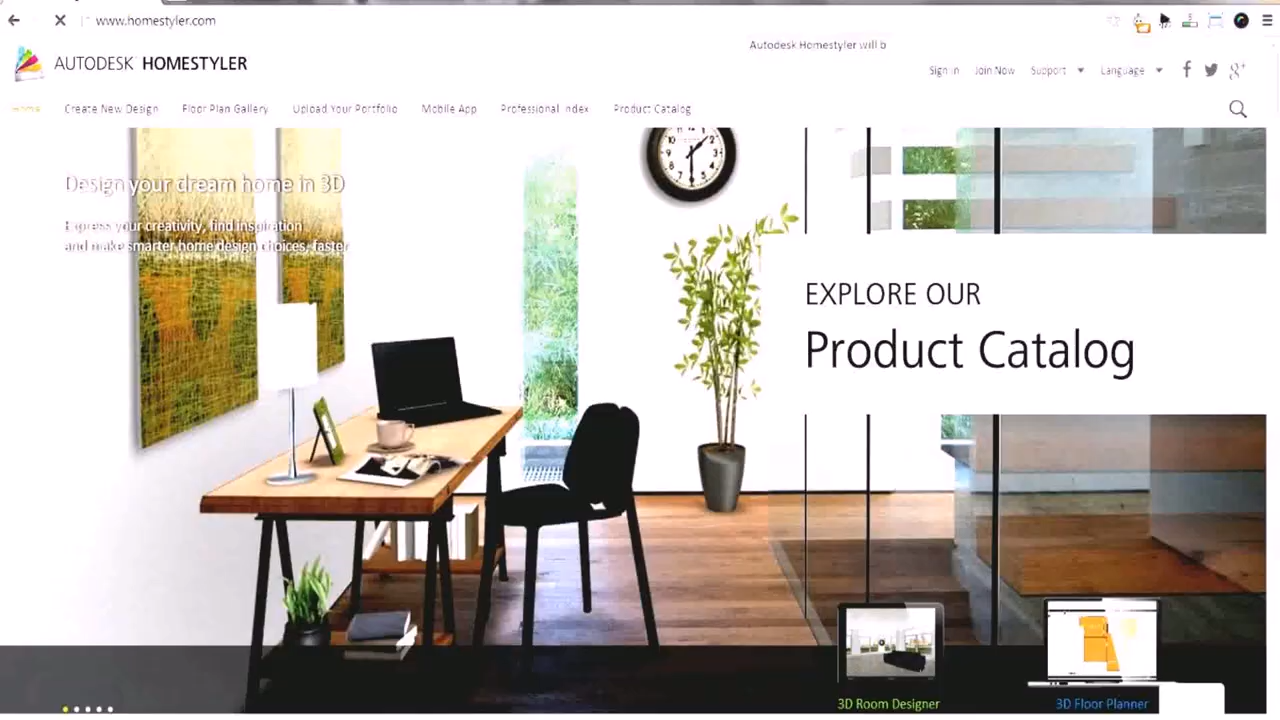 www.homestyler.com
Autodesk Homestyler will b
AUTODESK HOMESTYLER
Sign In Join Now Support Language
Home Create New Design Floor Plan Gallery Upload Your Portfolio Mobile App Professional Index Product Catalog
Design your dream home in 3D
Express your creativity, find inspiration
and make smarter home design choices, faster
EXPLORE OUR
Product Catalog
3D Room Designer
3D Floor Planner